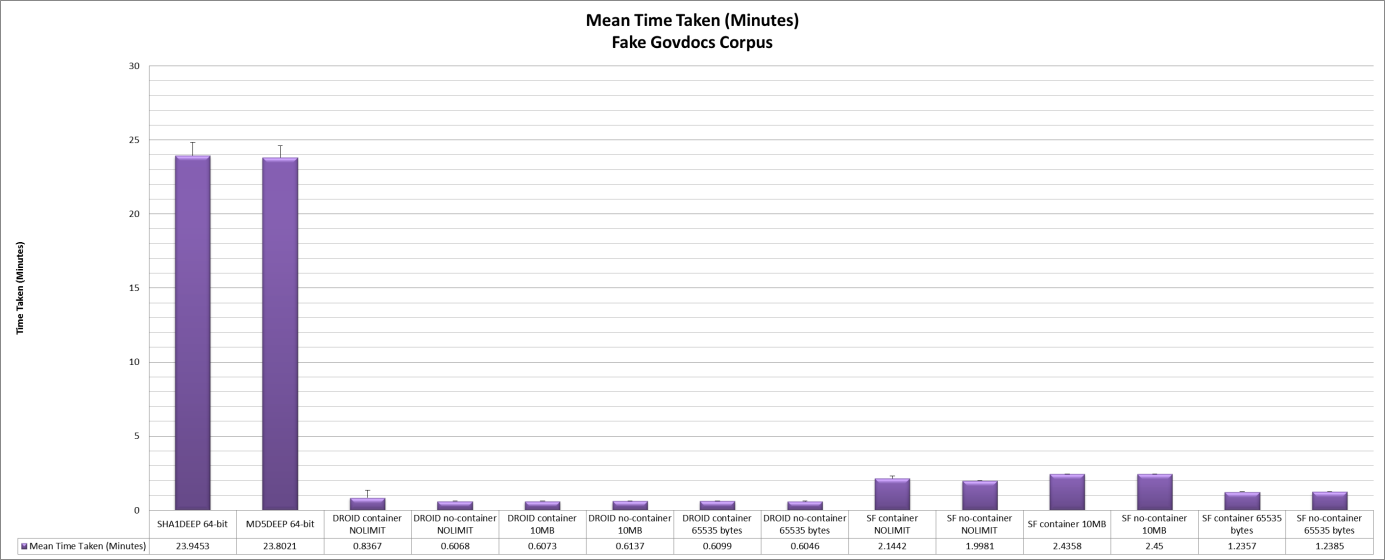 Mean Time Taken (Minutes)
Fake Govdocs Corpus
30
25
20
15
10
5
0
Time Taken (Minutes)
SHA1DEEP 64-bit
MD5DEEP 64-bit
DROID container
NOLIMIT
DROID no-container
NOLIMIT
DROID container
10MB
DROID no-container
10MB
DROID container
65535 bytes
DROID no-container
65535 bytes
SF container
NOLIMIT
SF no-container
NOLIMIT
SF container 10MB
SF no-container
10MB
SF container 65535
bytes
SF no-container
65535 bytes
Mean Time Taken (Minutes) 23.9453 23.8021 0.8367 0.6068 0.6073 0.6137 0.6099 0.6046 2.1442 1.9981 2.4358 2.45 1.2357 1.2385